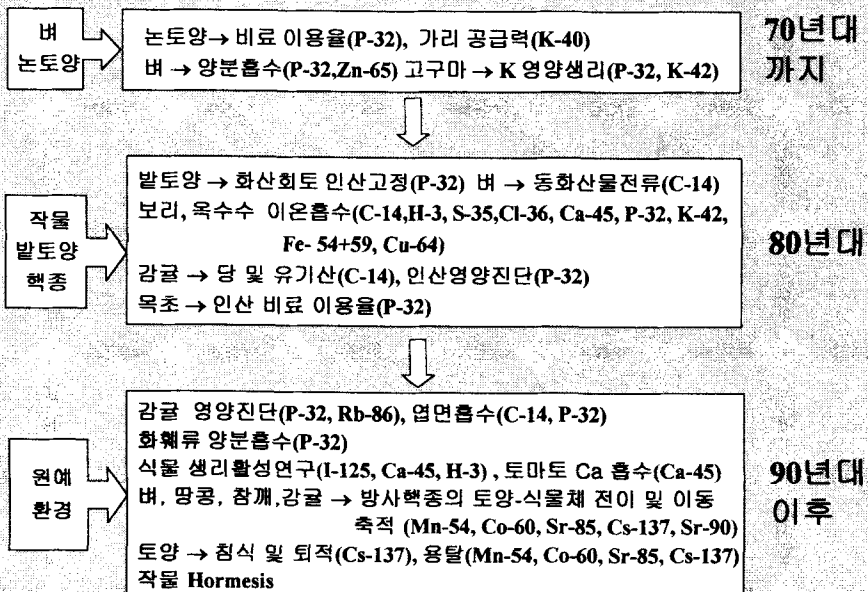 벼
논토양
논토양→ 비료 이용율(P-32), 가리 공급력(K-40)
벼 → 양분흡수(P-32,Zn-65) 고구마 → K 영양생리(P-32, K-42)
70년대
까지
작물
밭토양
핵종
밭토양 → 화산회토 인산고정(P-32) 벼 → 동화산물전류(C-14)
보리, 옥수수 이온흡수(C-14,H-3, S-35,Cl-36, Ca-45, P-32, K-42,
Fe- 54+59, Cu-64)
감귤 → 당 및 유기산(C-14), 인산영양진단(P-32)
목초 → 인산 비료 이용율(P-32)
80년대
원예
환경
감귤 영양진단(P-32, Rb-86), 엽면흡수(C-14, P-32)
화훼류 양분흡수(P-32)
식물 생리활성연구(I-125, Ca-45, H-3) , 토마토 Ca 흡수(Ca-45)
벼, 땅콩, 참깨,감귤 → 방사핵종의 토양-식물체 전이 및 이동
축적 (Mn-54, Co-60, Sr-85, Cs-137, Sr-90)
토양 → 침식 및 퇴적(Cs-137), 용탈(Mn-54, Co-60, Sr-85, Cs-137)
작물 Hormesis
90년대
이후